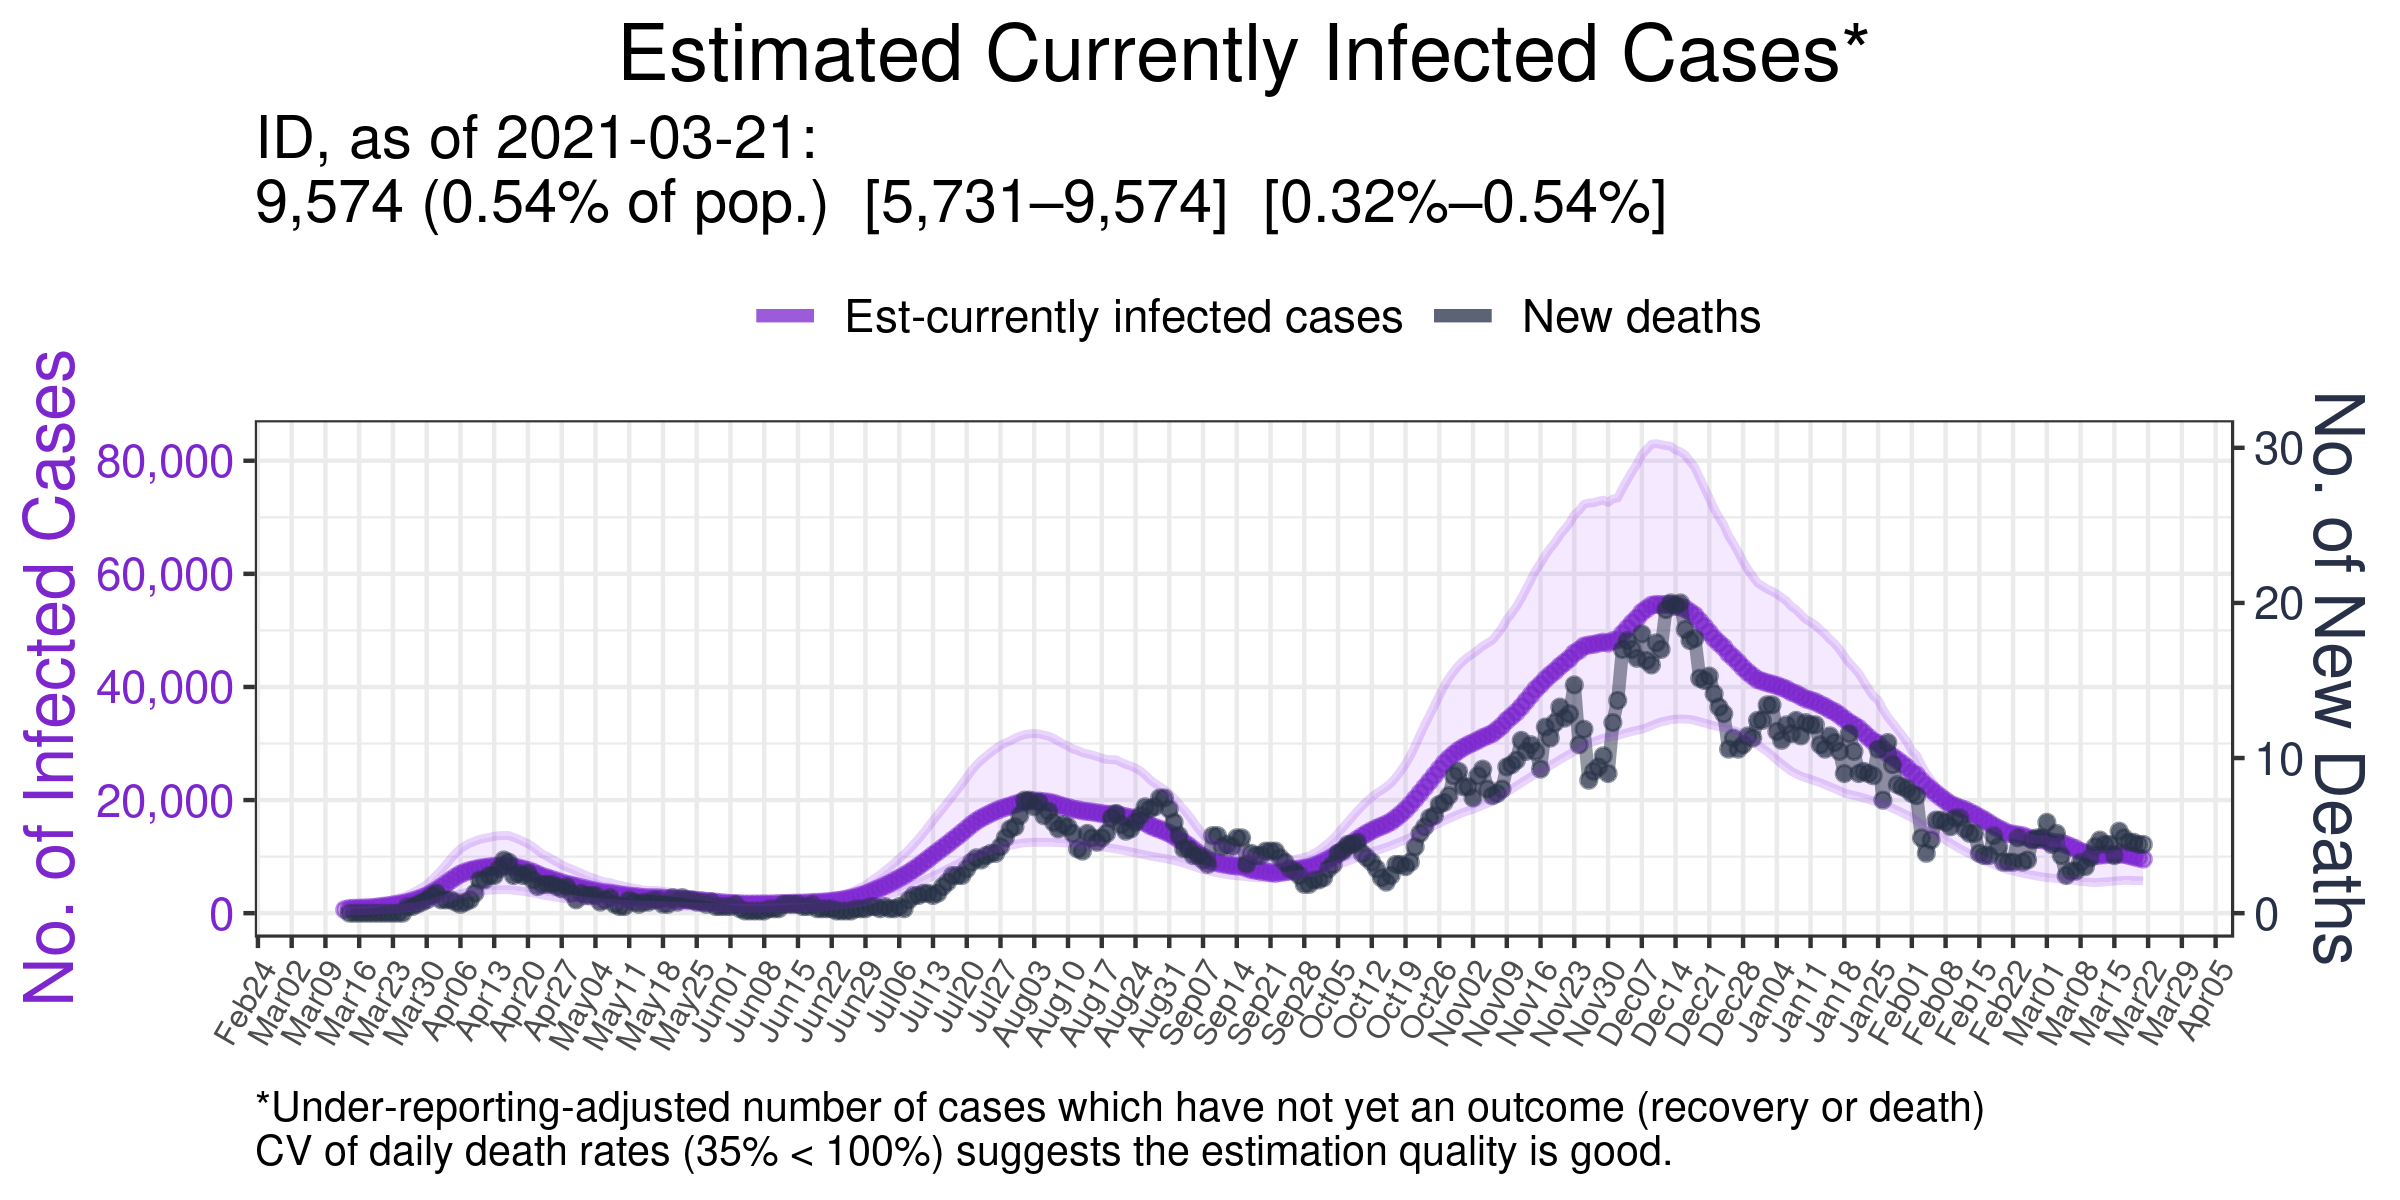 Estimated Currently Infected Cases*
ID, as of 2021-03-21:
9,574 (0.54% of pop.) [5,731–9,574] [0.32%–0.54%]
Est-currently infected cases New deaths
No. of Infected Cases
80,000
60,000
40,000
20,000
0
30
20
10
0
No. of New Deaths
Feb24 Mar02 Mar09 Mar16 Mar23 Mar30 Apr06 Apr13 Apr20 Apr27 May04 May11 May18 May25 Jun01 Jun08 Jun15 Jun22 Jun29 Jul06 Jul13 Jul20 Jul27 Aug03 Aug10 Aug17 Aug24 Aug31 Sep07 Sep14 Sep21 Sep28 Oct05 Oct12 Oct19 Oct26 Nov02 Nov09 Nov16 Nov23 Nov30 Dec07 Dec14 Dec21 Dec28 Jan04 Jan11 Jan18 Jan25 Feb01 Feb08 Feb15 Feb22 Mar01 Mar08 Mar15 Mar22 Mar29 Apr05
*Under-reporting-adjusted number of cases which have not yet an outcome (recovery or death)
CV of daily death rates (35% < 100%) suggests the estimation quality is good.